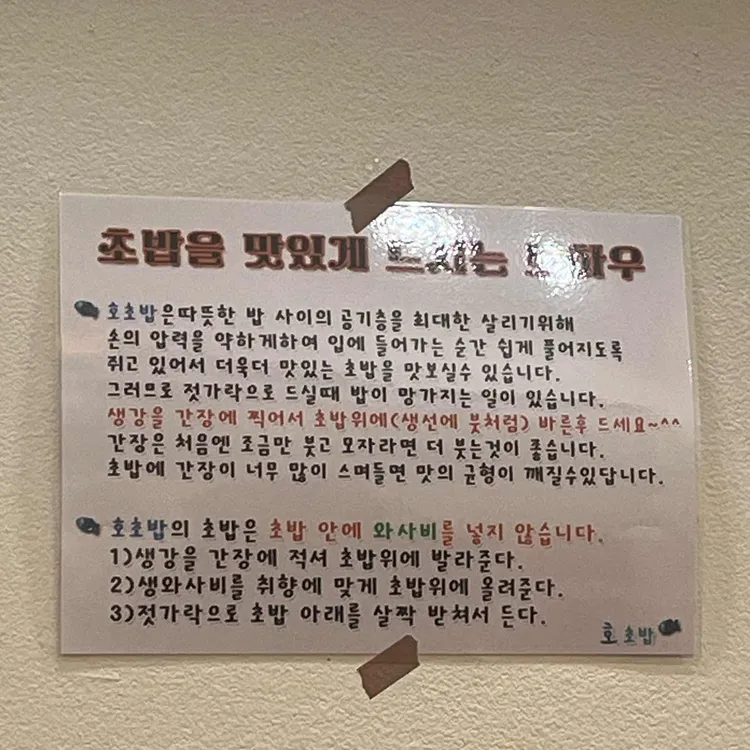 초밥을 맛있게 드시는 노하우
호초밥은따뜻한 밥 사이의 공기층을 최대한 살리기위해
손의 압력을 약하게하여 입에 들어가는 순간 쉽게 풀어지도록
쥐고 있어서 더욱더 맛있는 초밥을 맛보실수 있습니다.
그러므로 젓가락으로 드실때 밥이 망가지는 일이 있습니다.
생강을 간장에 찍어서 초밥위에(생선에 붓처럼) 바른후 드세요~^^
간장은 처음엔 조금만 붓고 모자라면 더 붓는것이 좋습니다.
초밥에 간장이 너무 많이 스며들면 맛의 균형이 깨질수있답니다.
호초밥의 초밥은 초밥 안에 와사비를 넣지 않습니다.
1)생강을 간장에 적셔 초밥위에 발라준다.
2)생와사비를 취향에 맞게 초밥위에 올려준다.
3)젓가락으로 초밥 아래를 살짝 받쳐서 든다.
호 초밥